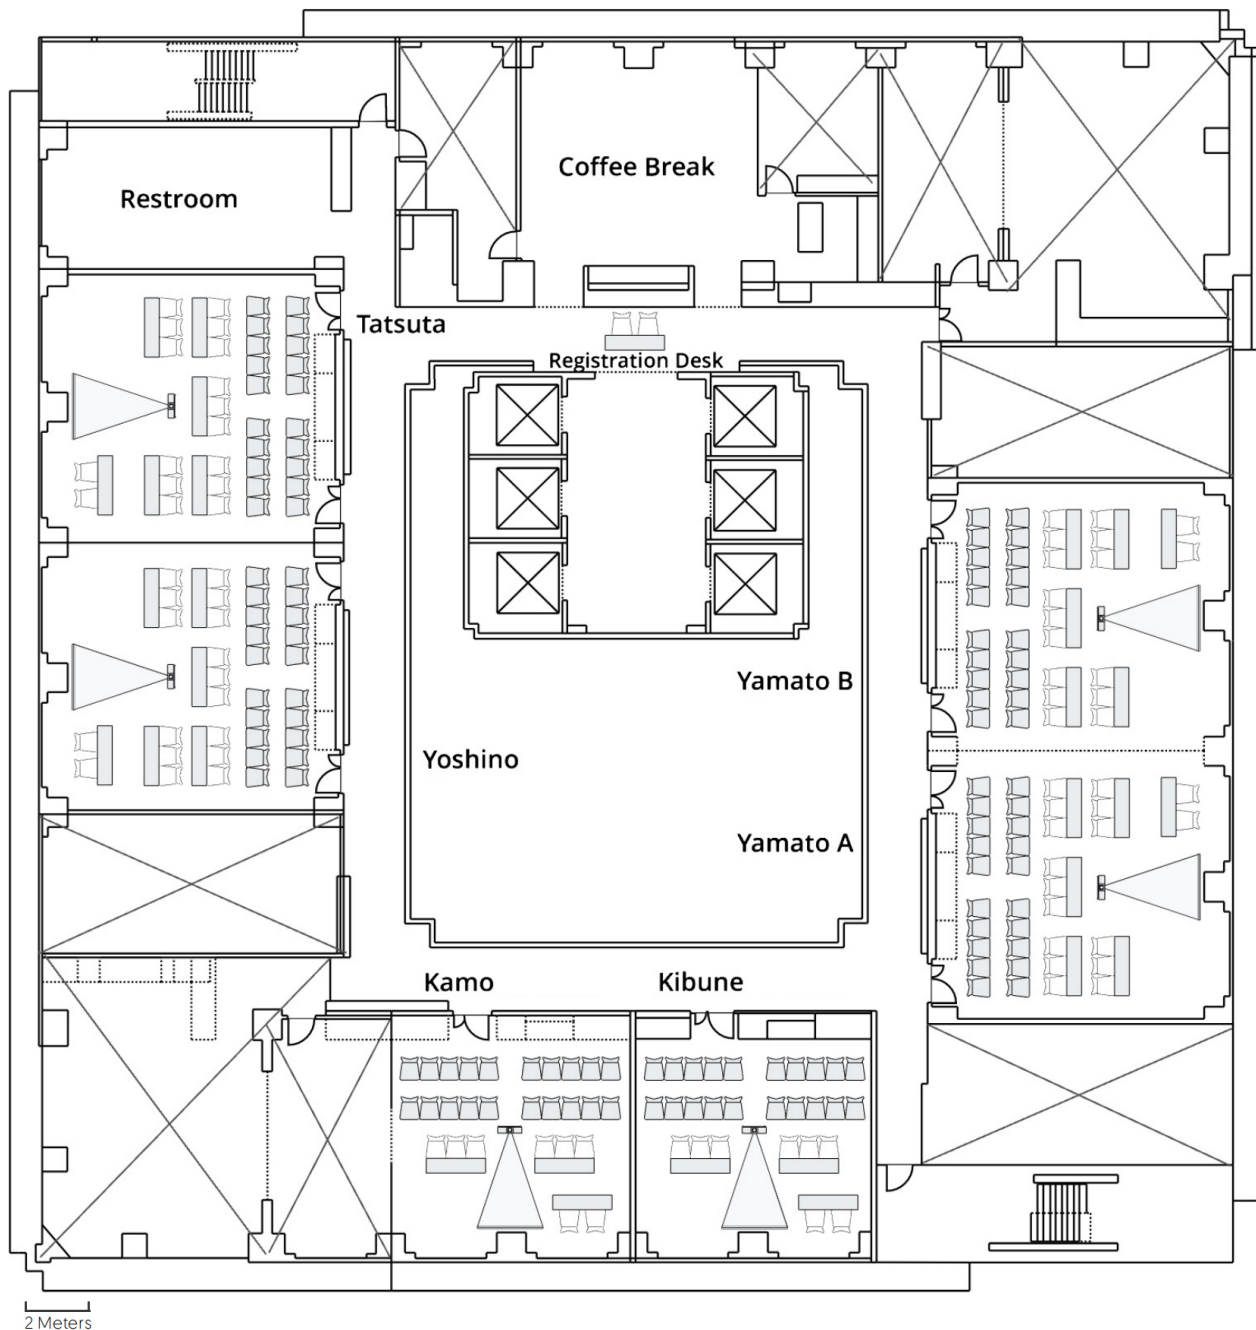 Coffee Break
Restroom
Tatsuta
Registration Desk
Yamato B
Yoshino
Yamato A
Kamo
Kibune
2 Meters